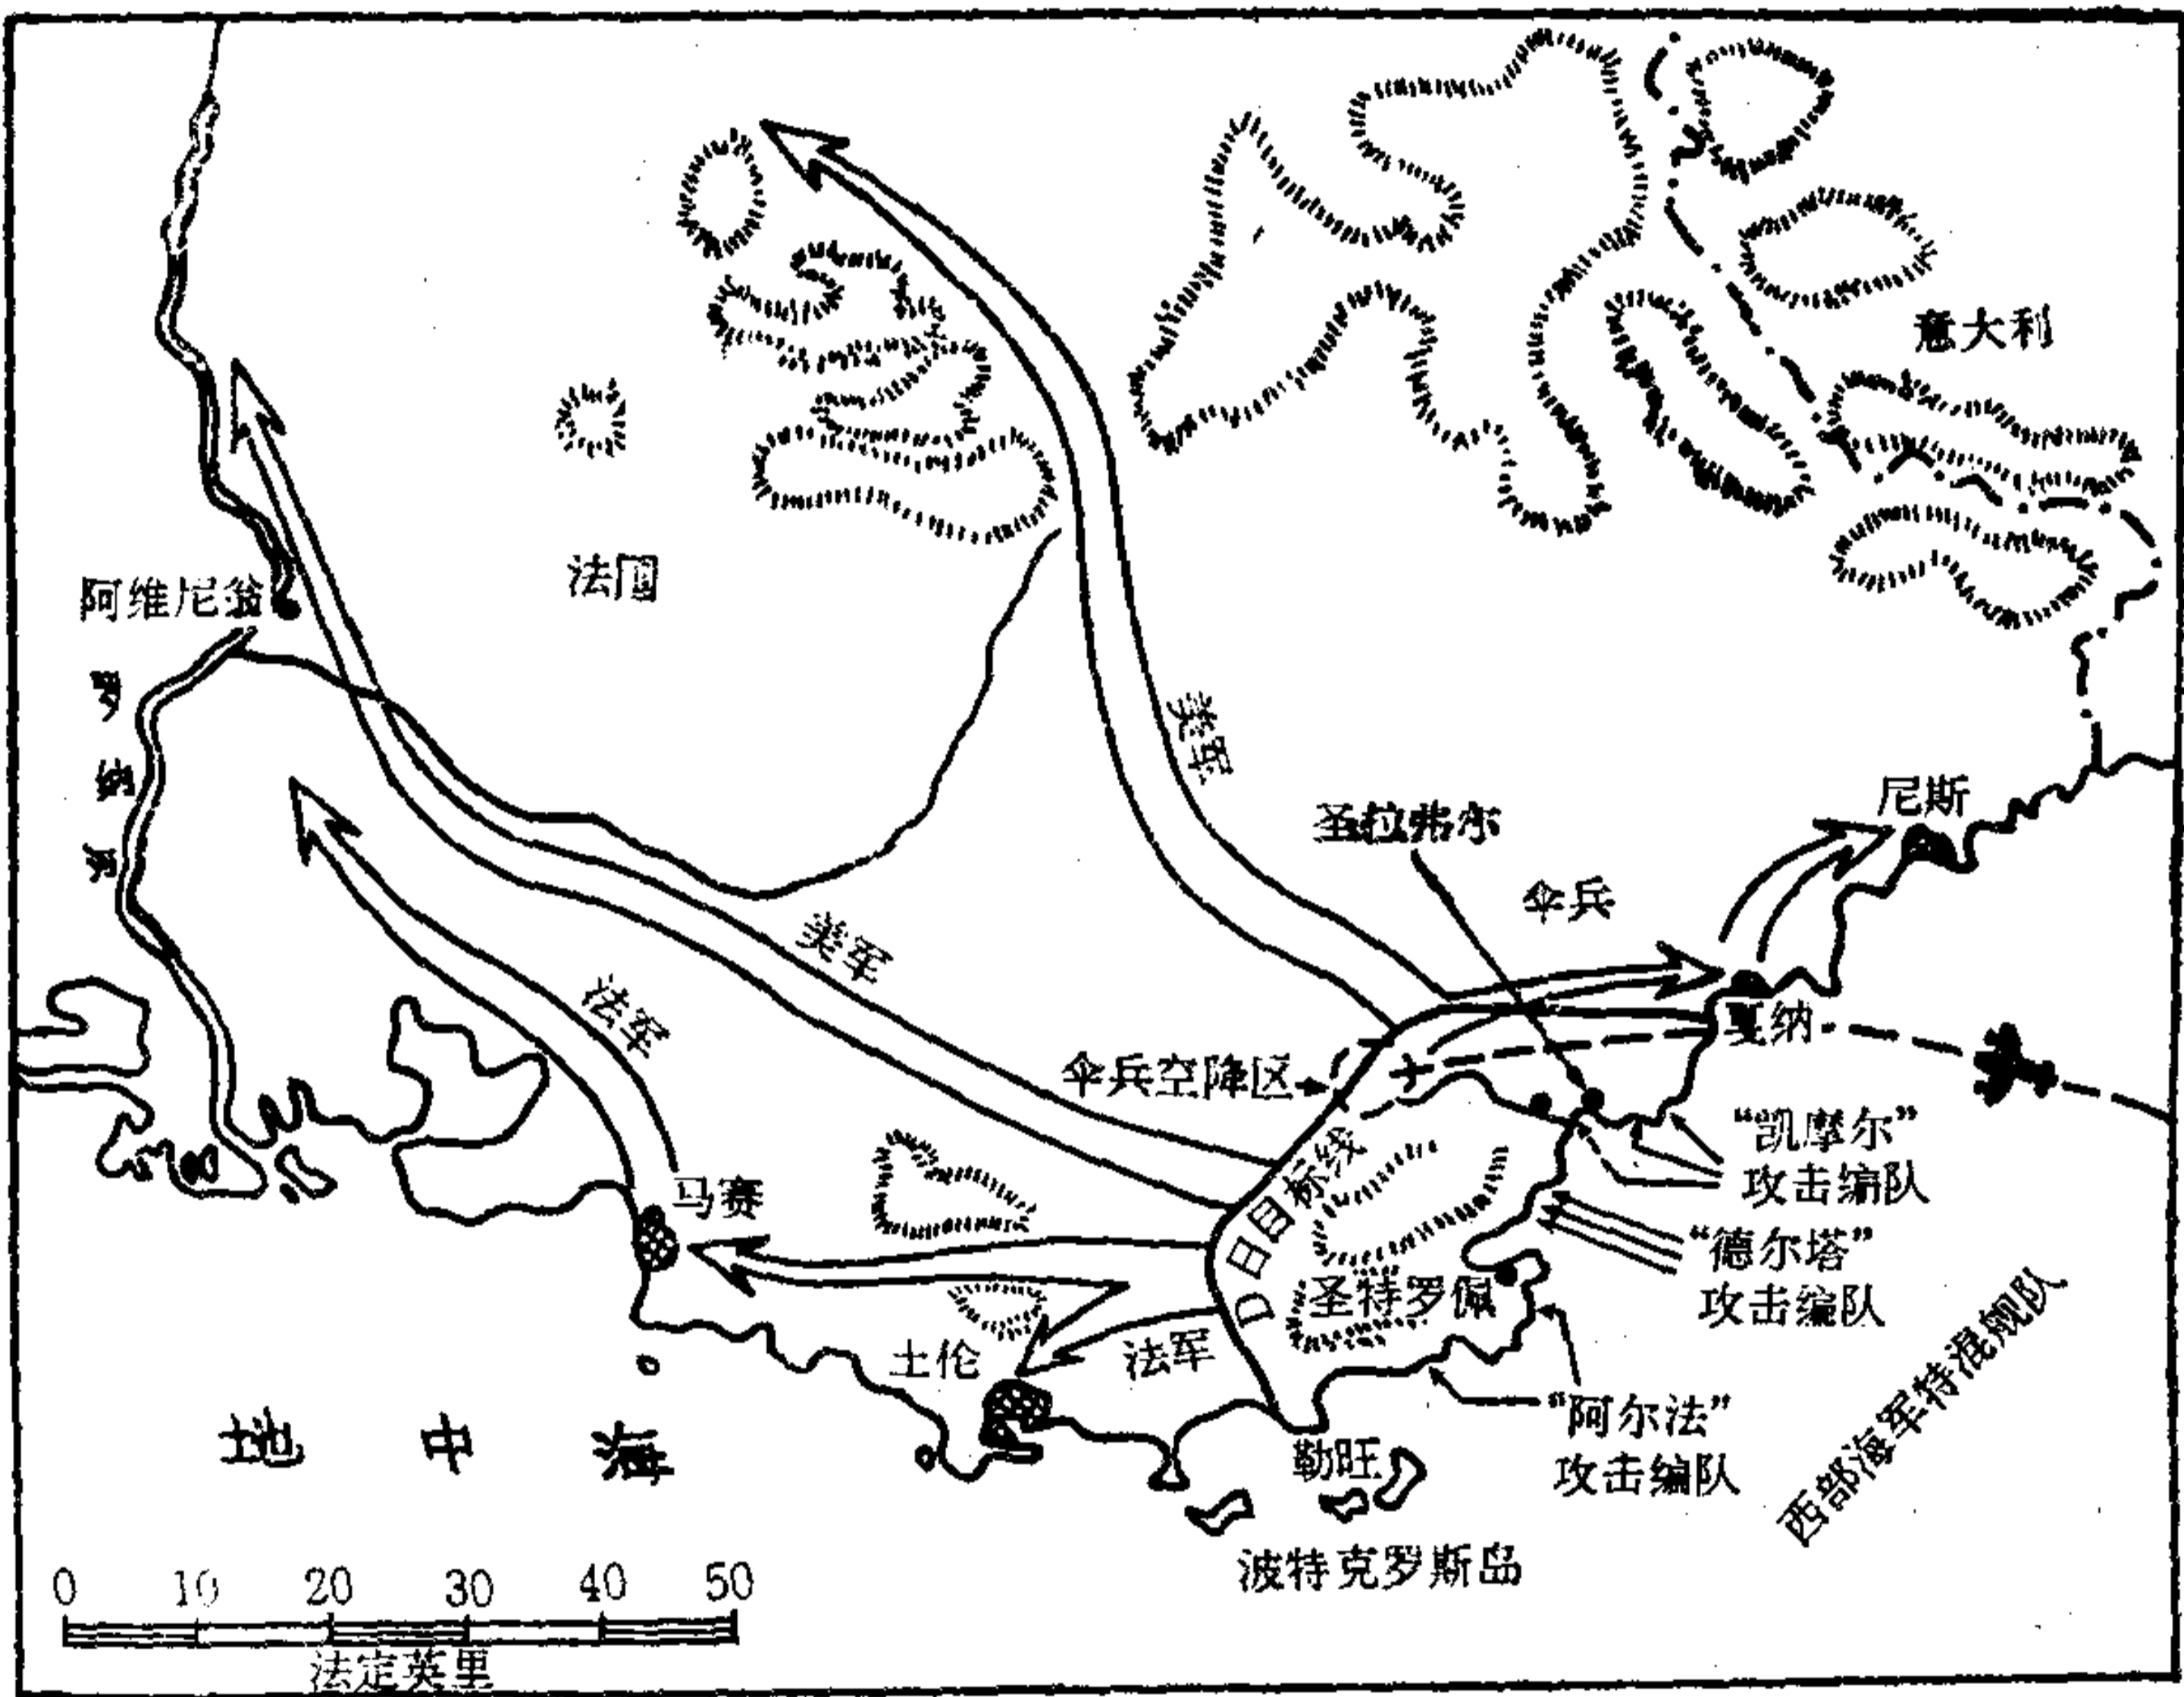 意大利
法国
阿维尼翁
美军
尼斯
圣拉弗尔
伞兵
美军
法军
戛纳
伞兵空降区
“凯摩尔”
攻击编队
马赛
D日目标线
“德尔塔”
攻击编队
圣特罗佩
土伦
法军
“阿尔法”
攻击编队
西部海军特混舰队
地中海
勒旺
波特克罗斯岛
0 10 20 30 40 50
法定英里